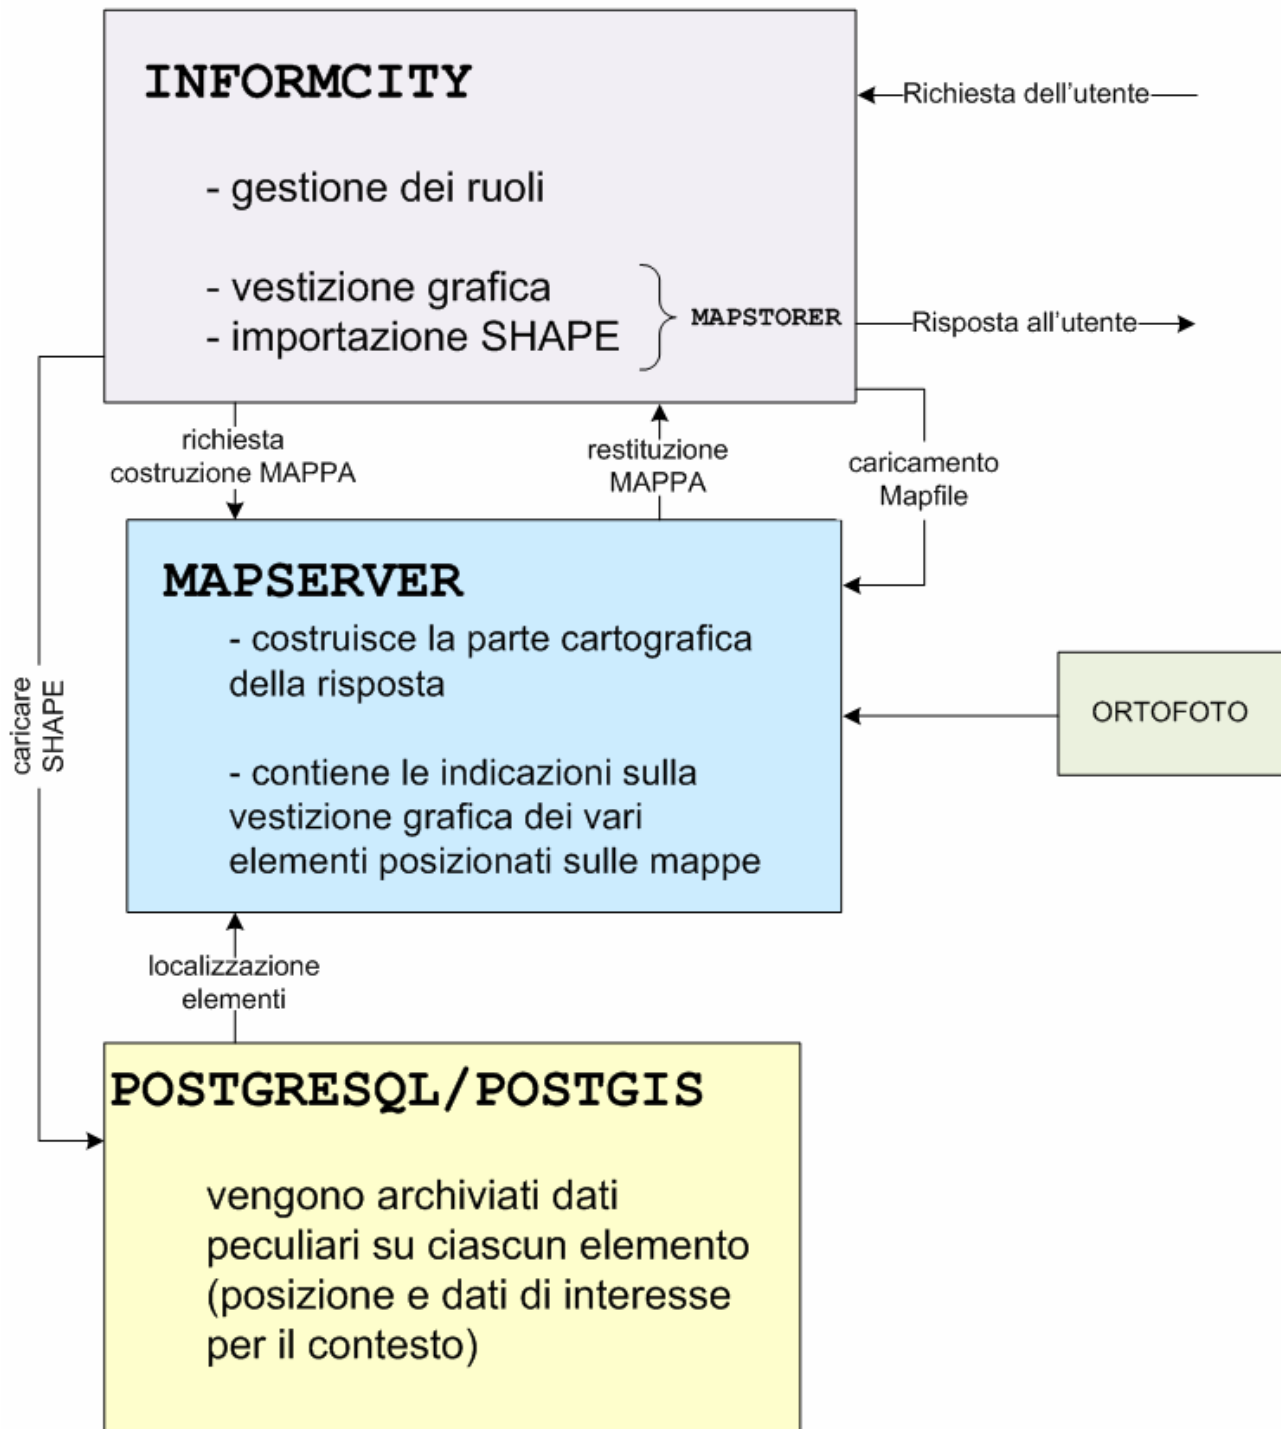 INFORMCITY
Richiesta dell'utente
- gestione dei ruoli
- vestizione grafica
- importazione SHAPE
MAPSTORER
Risposta all'utente
richiesta
costruzione MAPPA
restituzione
MAPPA
caricamento
Mapfile
caricare
SHAPE
MAPSERVER
- costruisce la parte cartografica
della risposta
- contiene le indicazioni sulla
vestizione grafica dei vari
elementi posizionati sulle mappe
ORTOFOTO
localizzazione
elementi
POSTGRESQL/POSTGIS
vengono archiviati dati
peculiari su ciascun elemento
(posizione e dati di interesse
per il contesto)